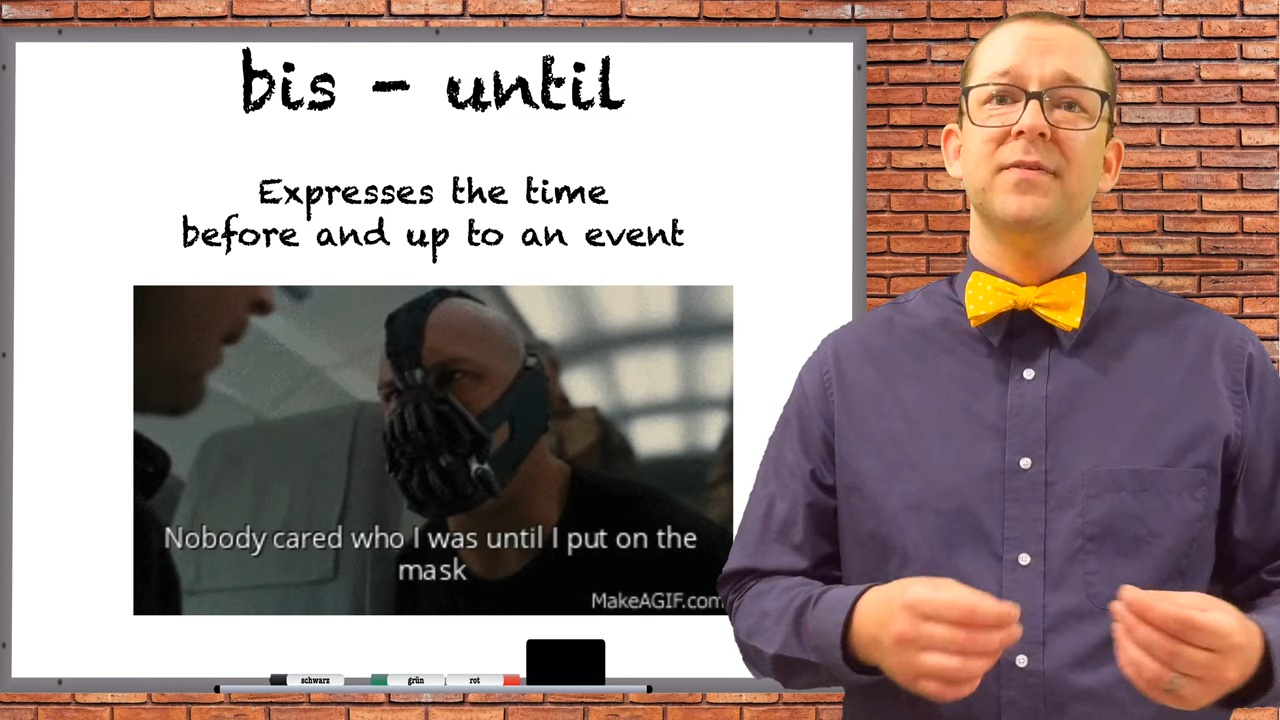 bis - until
Expresses the time
before and up to an event
Nobody cared who I was until I put on the
mask
MakeAGIF.com
schwarz
grün
rot